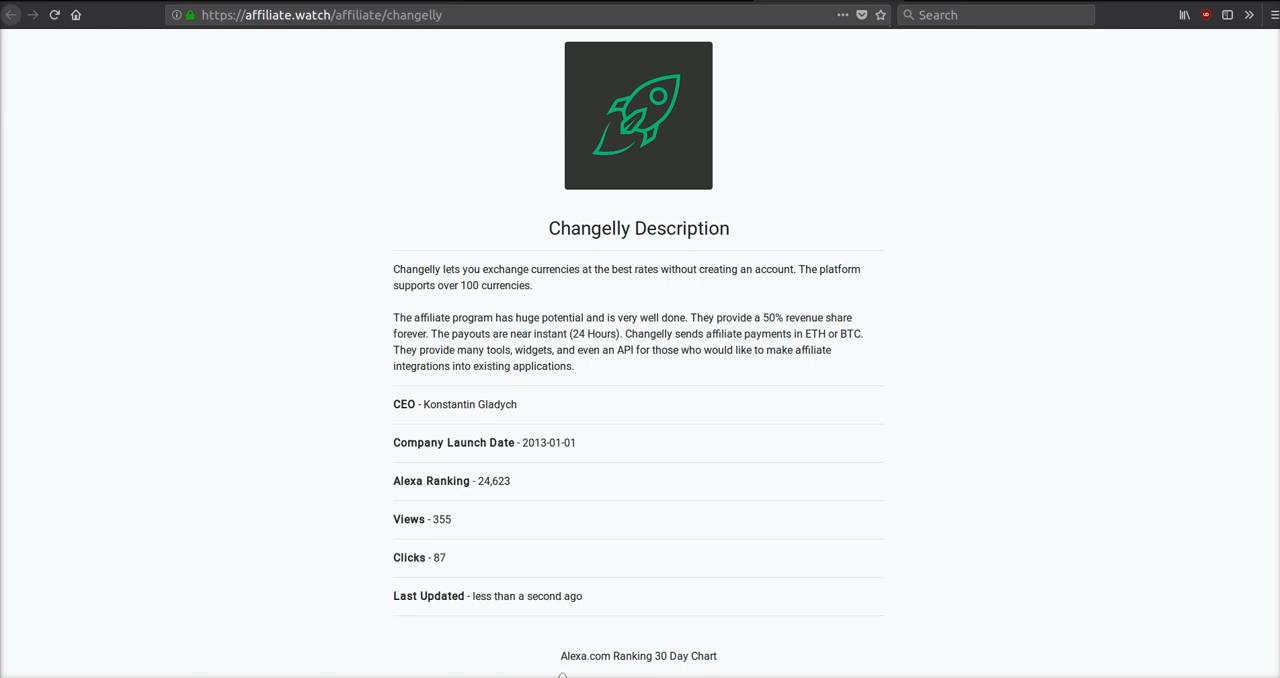 https://affiliate.watch/affiliate/changelly
Search
Changelly Description
Changelly lets you exchange currencies at the best rates without creating an account. The platform
supports over 100 currencies.
The affiliate program has huge potential and is very well done. They provide a 50% revenue share
forever. The payouts are near instant (24 Hours). Changelly sends affiliate payments in ETH or BTC.
They provide many tools, widgets, and even an API for those who would like to make affiliate
integrations into existing applications.
CEO - Konstantin Gladych
Company Launch Date - 2013-01-01
Alexa Ranking - 24,623
Views - 355
Clicks - 87
Last Updated - less than a second ago
Alexa.com Ranking 30 Day Chart